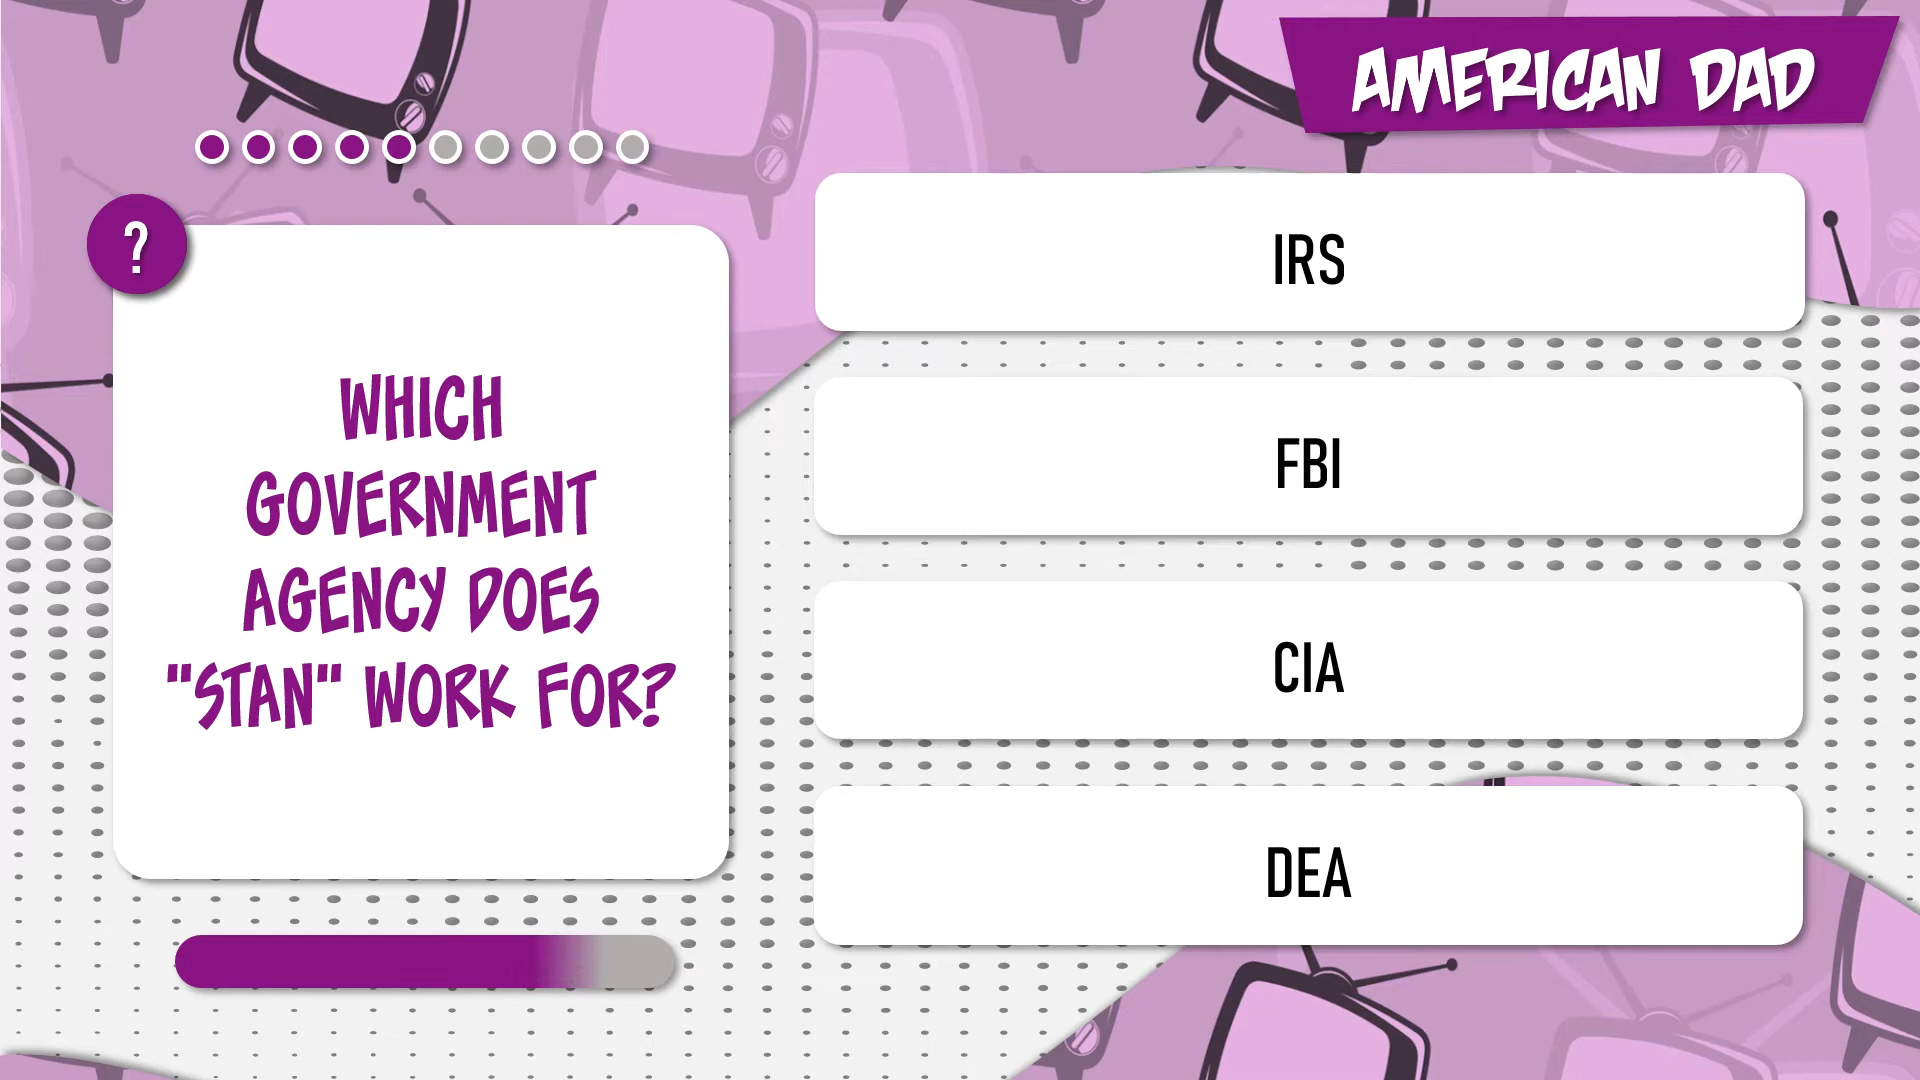 AMERICAN DAD
?
WHICH
GOVERNMENT
AGENCY DOES
"STAN" WORK FOR?
IRS
FBI
CIA
DEA